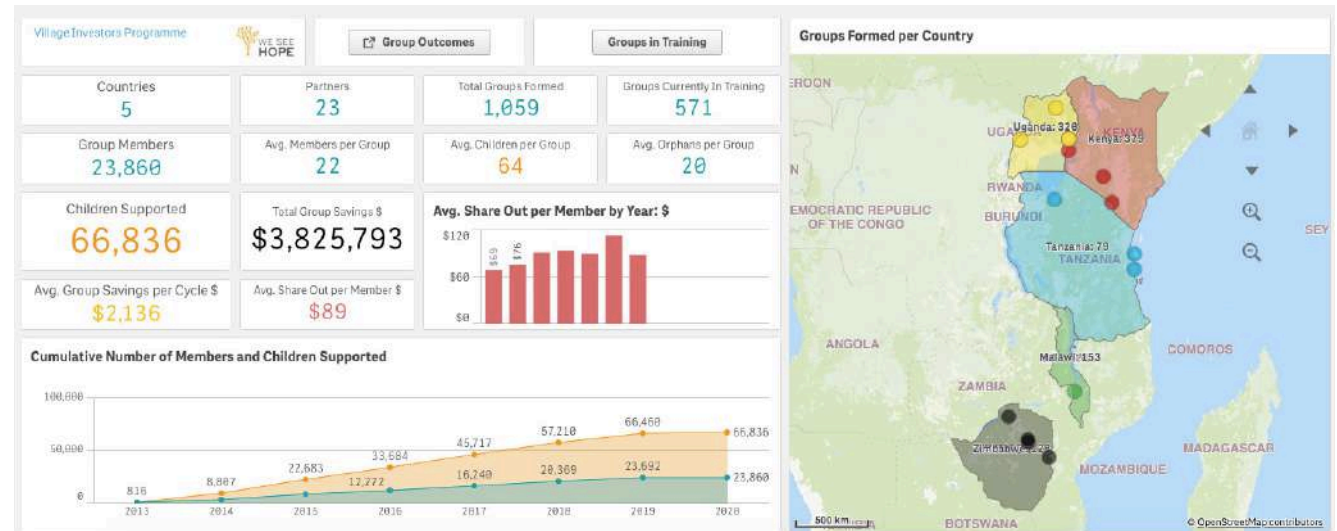 Village Investors Programme
WE SEE
HOPE
Group Outcomes
Groups in Training
Countries
5
Partners
23
Total Groups Formed
1,059
Groups Currently In Training
571
Group Members
23,860
Avg. Members per Group
22
Avg. Children per Group
64
Avg. Orphans per Group
20
Children Supported
66,836
Total Group Savings $
$3,825,793
Avg. Group Savings per Cycle $
$2,136
Avg. Share Out per Member $
$89
Avg. Share Out per Member by Year: $
$120
$60
$0
$69
$76
Cumulative Number of Members and Children Supported
100,000
50,000
0
816
8,807
22,683
33,684
45,717
57,210
66,460
66,836
12,772
16,240
20,369
23,692
23,860
2013
2014
2015
2016
2017
2018
2019
2020
Groups Formed per Country
EROON
Uganda: 320
KENYA
Kenya: 379
RWANDA
EMOCRATIC REPUBLIC
OF THE CONGO
BURUNDI
SEY
Tanzania: 79
TANZANIA
ANGOLA
Malawi: 153
COMOROS
ZAMBIA
MADAGASCAR
MOZAMBIQUE
BOTSWANA
500 km
© OpenStreetMap contributors